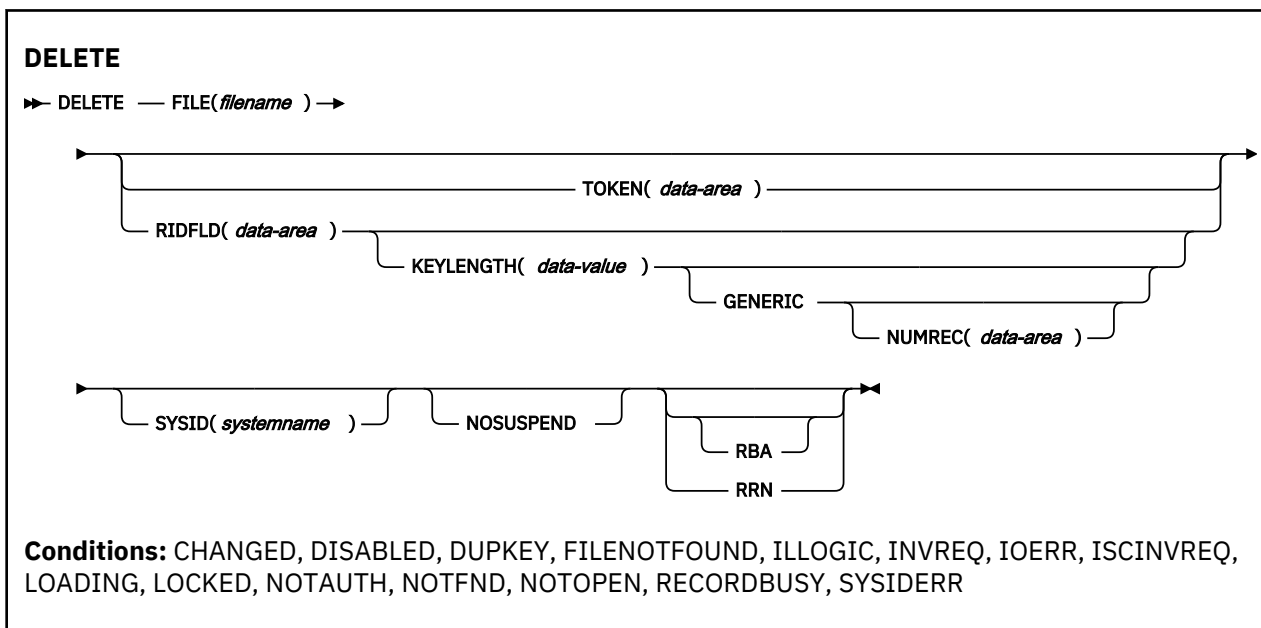 DELETE
DELETE FILE(filename )
TOKEN( data-area )
RIDFLD( data-area )
KEYLENGTH( data-value )
GENERIC
NUMREC( data-area )
SYSID( systemname )
NOSUSPEND
RBA
RRN
Conditions: CHANGED, DISABLED, DUPKEY, FILENOTFOUND, ILLOGIC, INVREQ, IOERR, ISCINVREQ,
LOADING, LOCKED, NOTAUTH, NOTFND, NOTOPEN, RECORDBUSY, SYSIDERR